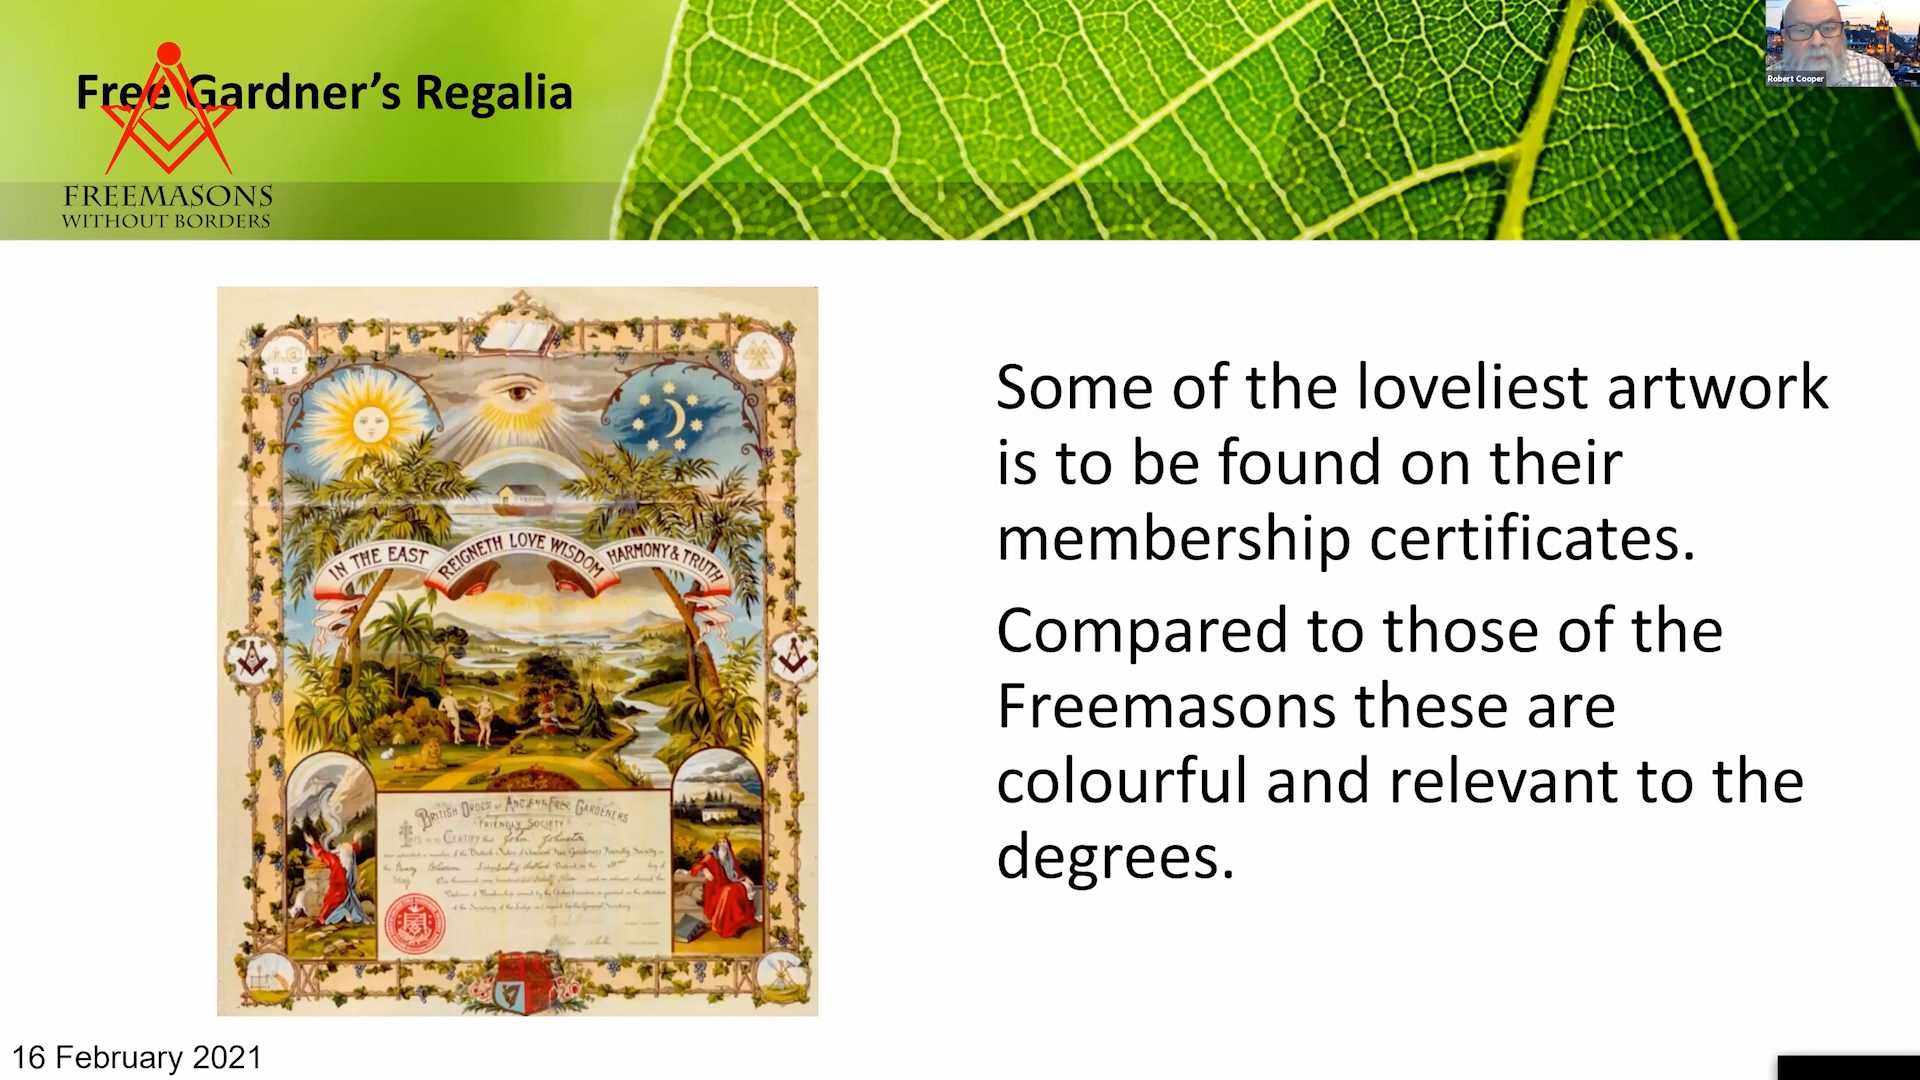 Free Gardner's Regalia
FREEMASONS
WITHOUT BORDERS
Robert Cooper
IN THE EAST REIGNETH LOVE WISDOM HARMONY & TRUTH
BRITISH ORDER of ANCIENT FREE GARDENERS
FRIENDLY SOCIETY
THIS is to CERTIFY that John Johnston
Some of the loveliest artwork
is to be found on their
membership certificates.
Compared to those of the
Freemasons these are
colourful and relevant to the
degrees.
16 February 2021